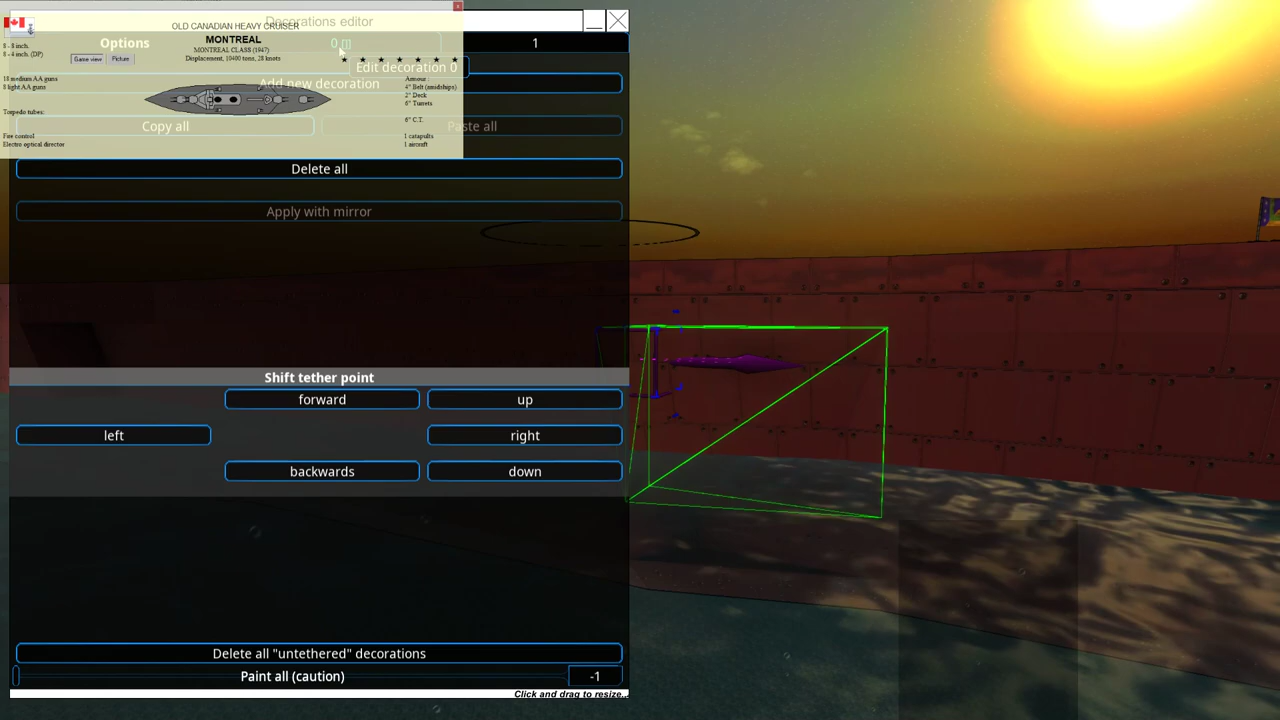 Decorations editor
OLD CANADIAN HEAVY CRUISER
MONTREAL
MONTREAL CLASS (1947)
Displacement, 10400 tons, 28 knots
8 - 8 inch.
8 - 4 inch. (DP)
Game view
Picture
18 medium AA guns
8 light AA guns
Torpedo tubes:
Fire control
Electro optical director
Armour :
4" Belt (amidships)
2" Deck
6" Turrets
6" C.T.
1 catapults
1 aircraft
Options
0 m
1
Edit decoration 0
Add new decoration
Copy all
Paste all
Delete all
Apply with mirror
Shift tether point
forward
up
left
right
backwards
down
Delete all "untethered" decorations
Paint all (caution)
-1
Click and drag to resize...